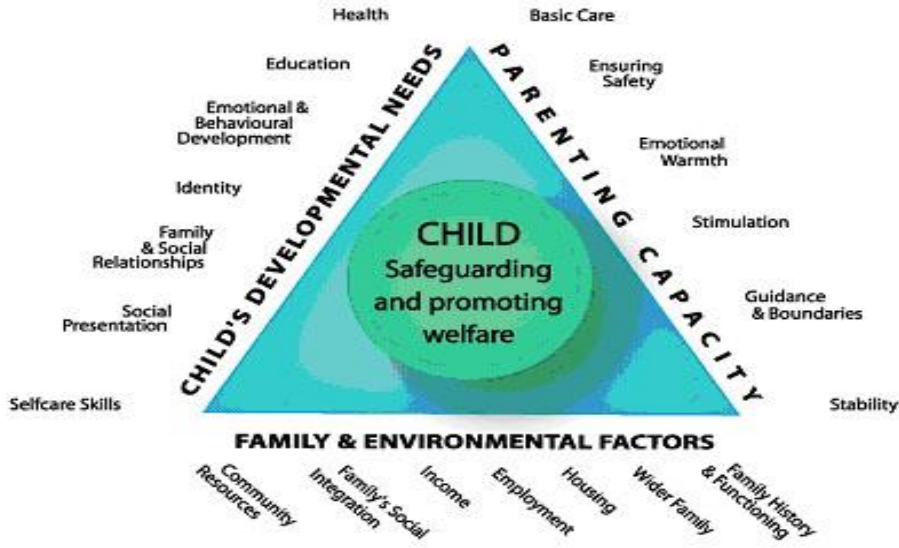 Health
Education
Emotional &
Behavioural
Development
Identity
Family
& Social
Relationships
Social
Presentation
Selfcare Skills
CHILD'S DEVELOPMENTAL NEEDS
Basic Care
Ensuring
Safety
Emotional
Warmth
Stimulation
Guidance
& Boundaries
Stability
PARENTING CAPACITY
CHILD
Safeguarding
and promoting
welfare
FAMILY & ENVIRONMENTAL FACTORS
Community
Resources
Family's Social
Integration
Income
Employment
Housing
Wider Family
Family History
& Functioning